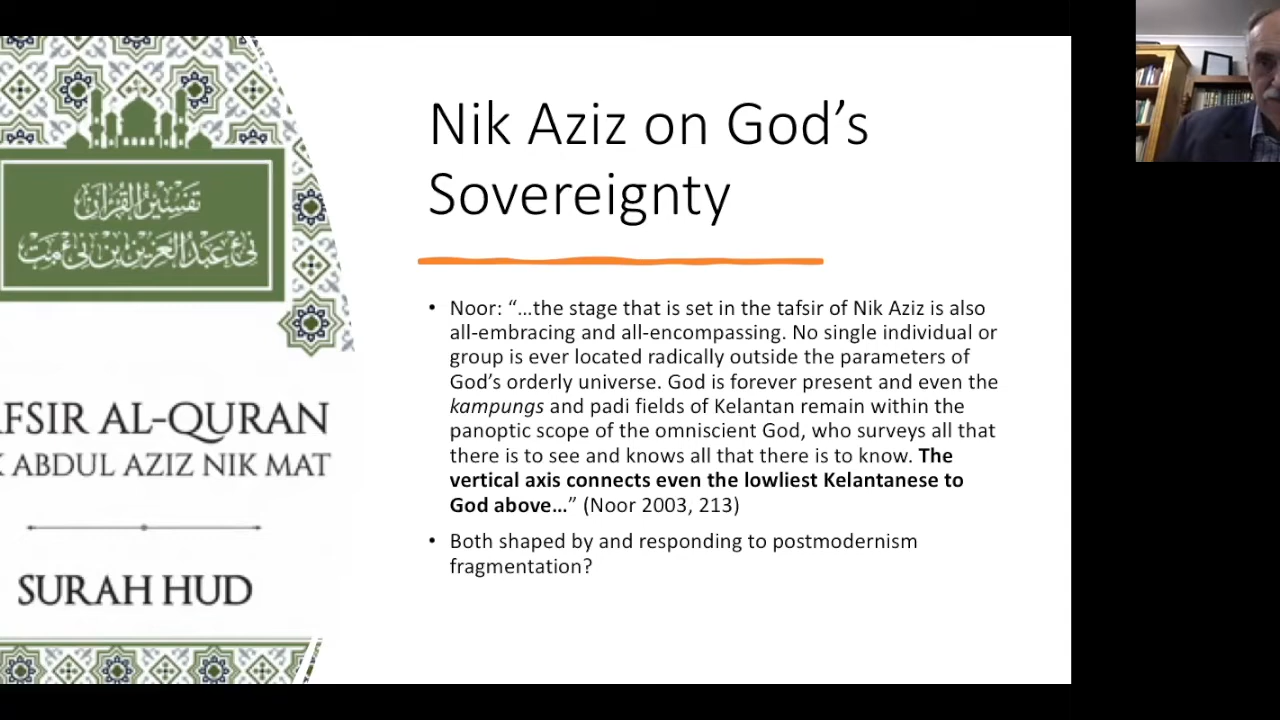 Nik Aziz on God’s
Sovereignty
• Noor: “…the stage that is set in the tafsir of Nik Aziz is also
all-embracing and all-encompassing. No single individual or
group is ever located radically outside the parameters of
God’s orderly universe. God is forever present and even the
kampungs and padi fields of Kelantan remain within the
panoptic scope of the omniscient God, who surveys all that
there is to see and knows all that there is to know. The
vertical axis connects even the lowliest Kelantanese to
God above…” (Noor 2003, 213)
• Both shaped by and responding to postmodernism
fragmentation?
تفسير القرآن
نئ عبد العزيز بن نئ مت
AFSIR AL-QURAN
K ABDUL AZIZ NIK MAT
SURAH HUD